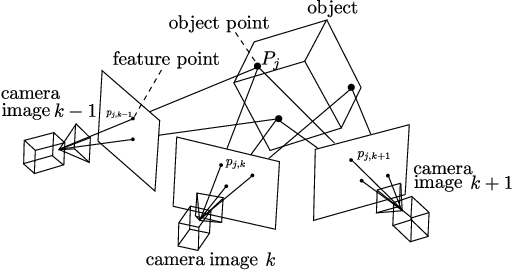 object
object point
P_j
feature point
camera
image k − 1
p_{j,k−1}
p_{j,k}
p_{j,k+1}
camera
image k + 1
camera image k